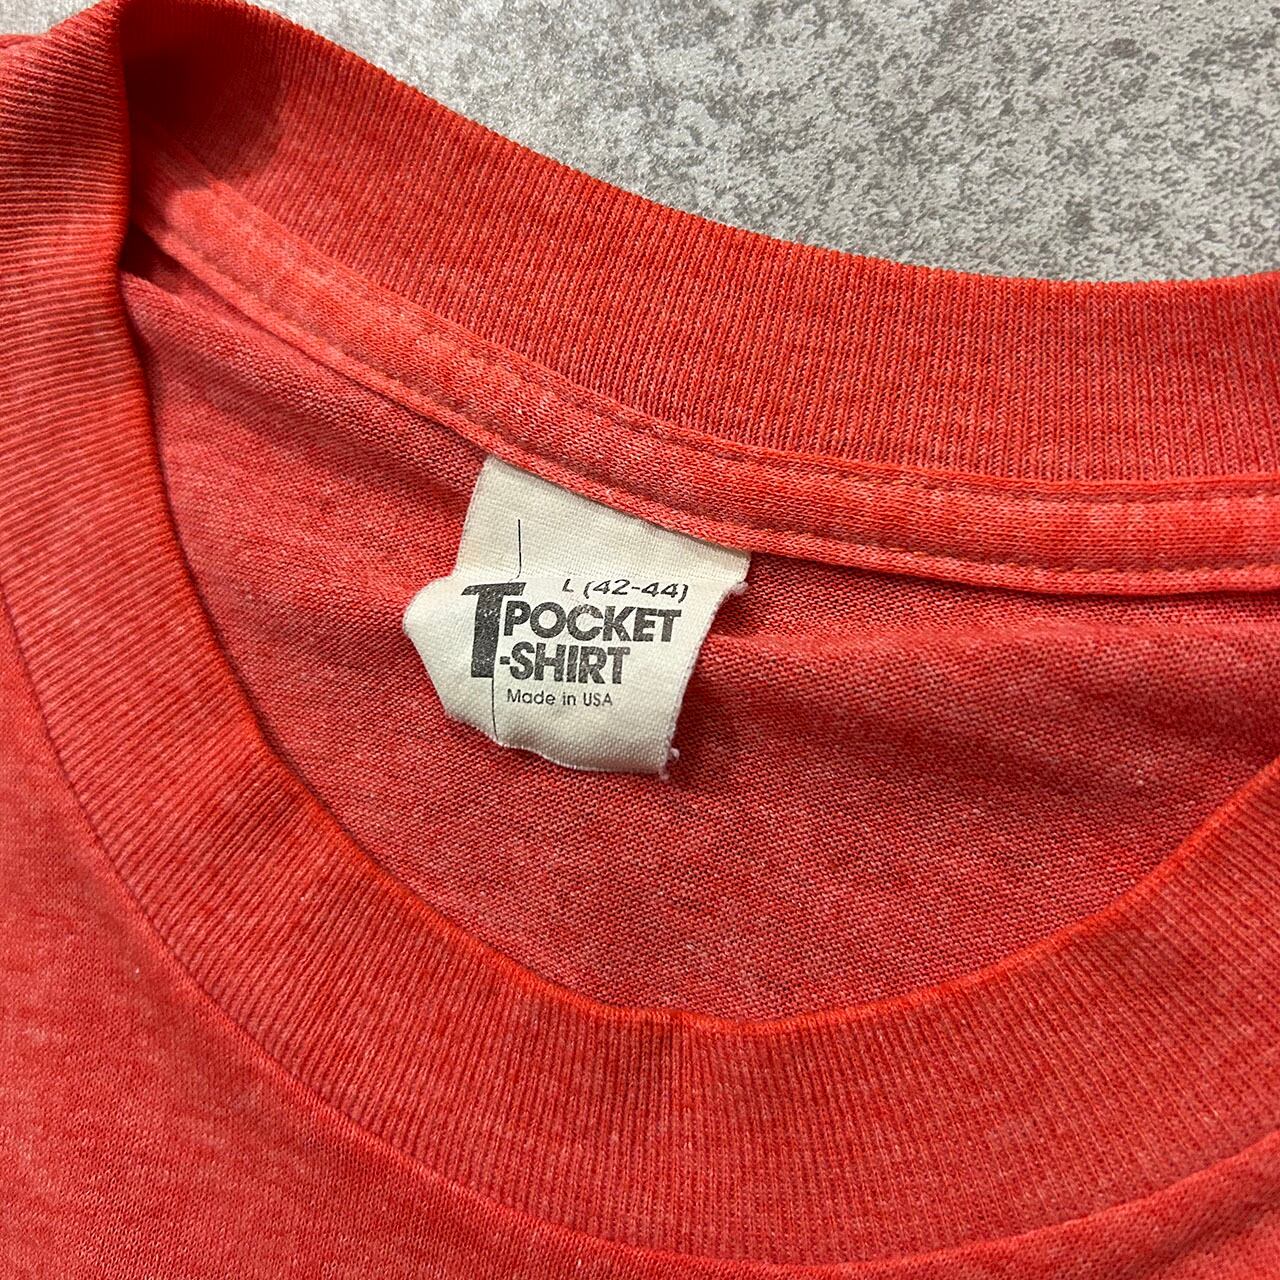 L (42-44)
T POCKET
-SHIRT
Made in USA